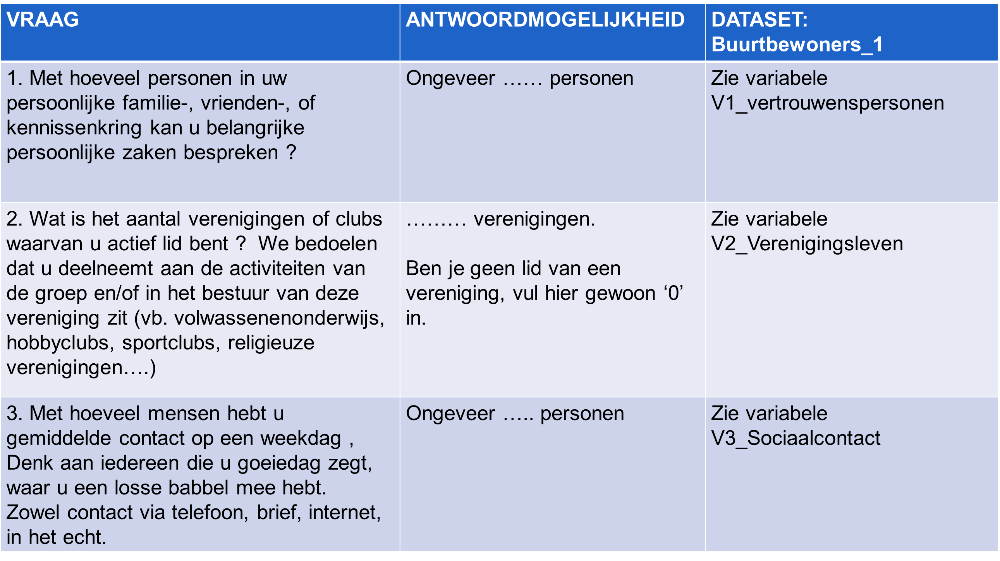 VRAAG
ANTWOORDMOGELIJKHEID
DATASET:
Buurtbewoners_1
1. Met hoeveel personen in uw
persoonlijke familie-, vrienden-, of
kennissenkring kan u belangrijke
persoonlijke zaken bespreken ?
Ongeveer …… personen
Zie variabele
V1_vertrouwenspersonen
2. Wat is het aantal verenigingen of clubs
waarvan u actief lid bent ?  We bedoelen
dat u deelneemt aan de activiteiten van
de groep en/of in het bestuur van deze
vereniging zit (vb. volwassenenonderwijs,
hobbyclubs, sportclubs, religieuze
verenigingen….)
……… verenigingen.
Ben je geen lid van een
vereniging, vul hier gewoon ‘0’
in.
Zie variabele
V2_Verenigingsleven
3. Met hoeveel mensen hebt u
gemiddelde contact op een weekdag ,
Denk aan iedereen die u goeiedag zegt,
waar u een losse babbel mee hebt.
Zowel contact via telefoon, brief, internet,
in het echt.
Ongeveer ….. personen
Zie variabele
V3_Sociaalcontact